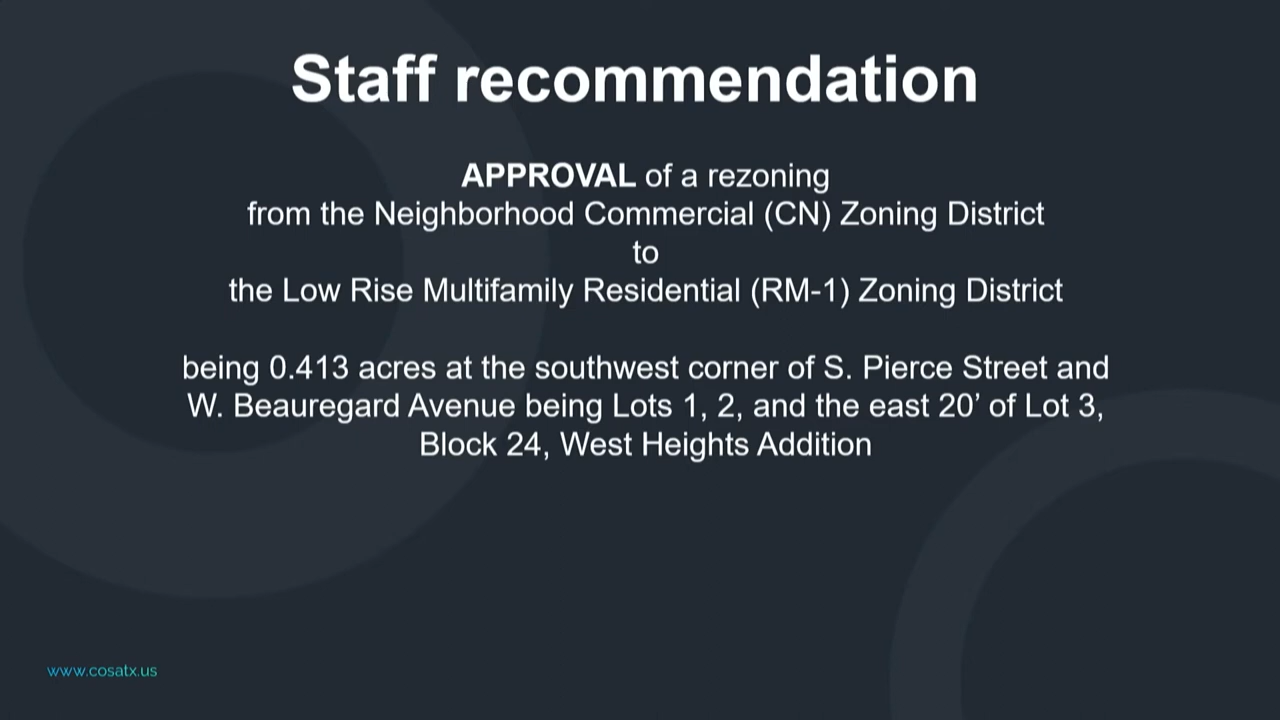 Staff recommendation
APPROVAL of a rezoning
from the Neighborhood Commercial (CN) Zoning District
to
the Low Rise Multifamily Residential (RM-1) Zoning District
being 0.413 acres at the southwest corner of S. Pierce Street and
W. Beauregard Avenue being Lots 1, 2, and the east 20’ of Lot 3,
Block 24, West Heights Addition
www.cosatx.us